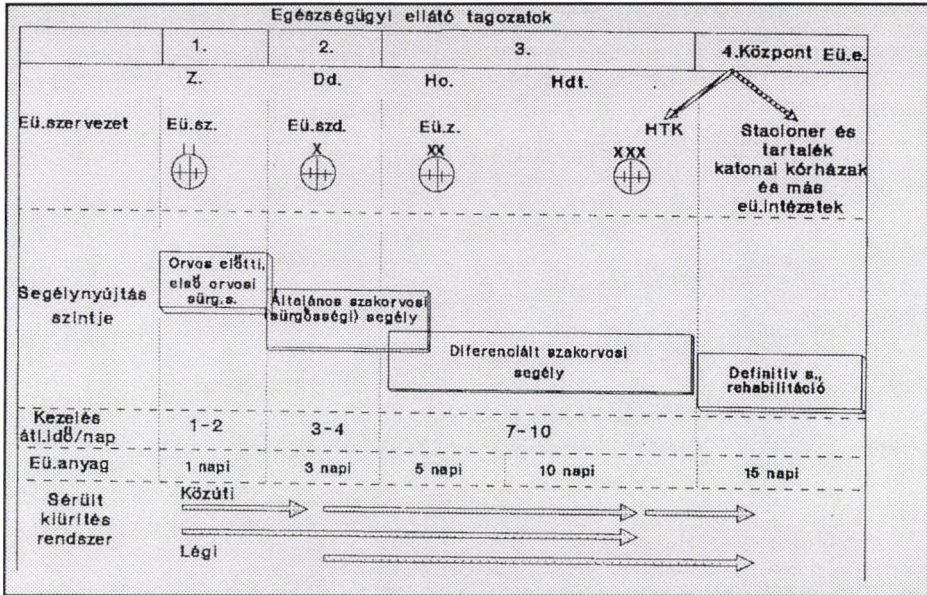 Egészségügyi ellátó tagozatok
1. 2. 3. 4.Központ Eü.e.
Z. Dd. Ho. Hdt.
Eü.szervezet Eü.sz. Eü.szd. Eü.z. HTK Stacioner és
tartalék
katonai kórházak
és más
eü.intézetek
II X XX XXX
Segélynyújtás
szintje
Orvos előtti,
első orvosi
sürg.s.
Általános szakorvosi
(sürgősségi) segély
Diferenciált szakorvosi
segély
Definitiv s.,
rehabilitáció
Kezelés
átl.idő/nap 1-2 3-4 7-10
Eü.anyag 1 napi 3 napi 5 napi 10 napi 15 napi
Sérült
kiürítés
rendszer
Közúti
Légi